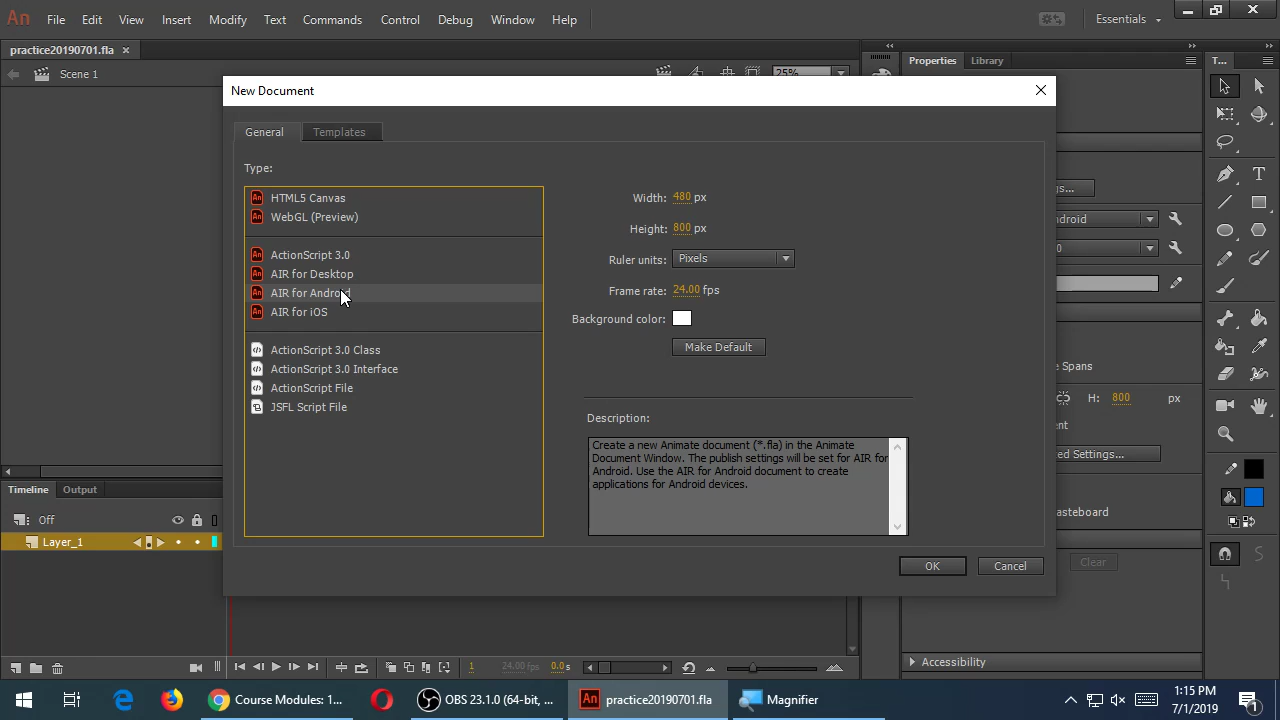 An File Edit View Insert Modify Text Commands Control Debug Window Help Essentials
practice20190701.fla × Properties Library T...
Scene 1 25%
New Document
General Templates
Type:
HTML5 Canvas
WebGL (Preview)
ActionScript 3.0
AIR for Desktop
AIR for Android
AIR for iOS
ActionScript 3.0 Class
ActionScript 3.0 Interface
ActionScript File
JSFL Script File
Width: 480 px
Height: 800 px
Ruler units: Pixels
Frame rate: 24.00 fps
Background color:
Make Default
Description:
Create a new Animate document (*.fla) in the Animate
Document Window. The publish settings will be set for AIR for
Android. Use the AIR for Android document to create
applications for Android devices.
OK Cancel
s...
ndroid
0
e Spans
H: 800 px
nt
ed Settings...
asteboard
Clear
Accessibility
Timeline Output
Off
Layer_1
1 24.00 fps 0.0 s
Course Modules: 1... OBS 23.1.0 (64-bit, ... An practice20190701.fla Magnifier
1:15 PM
7/1/2019
1